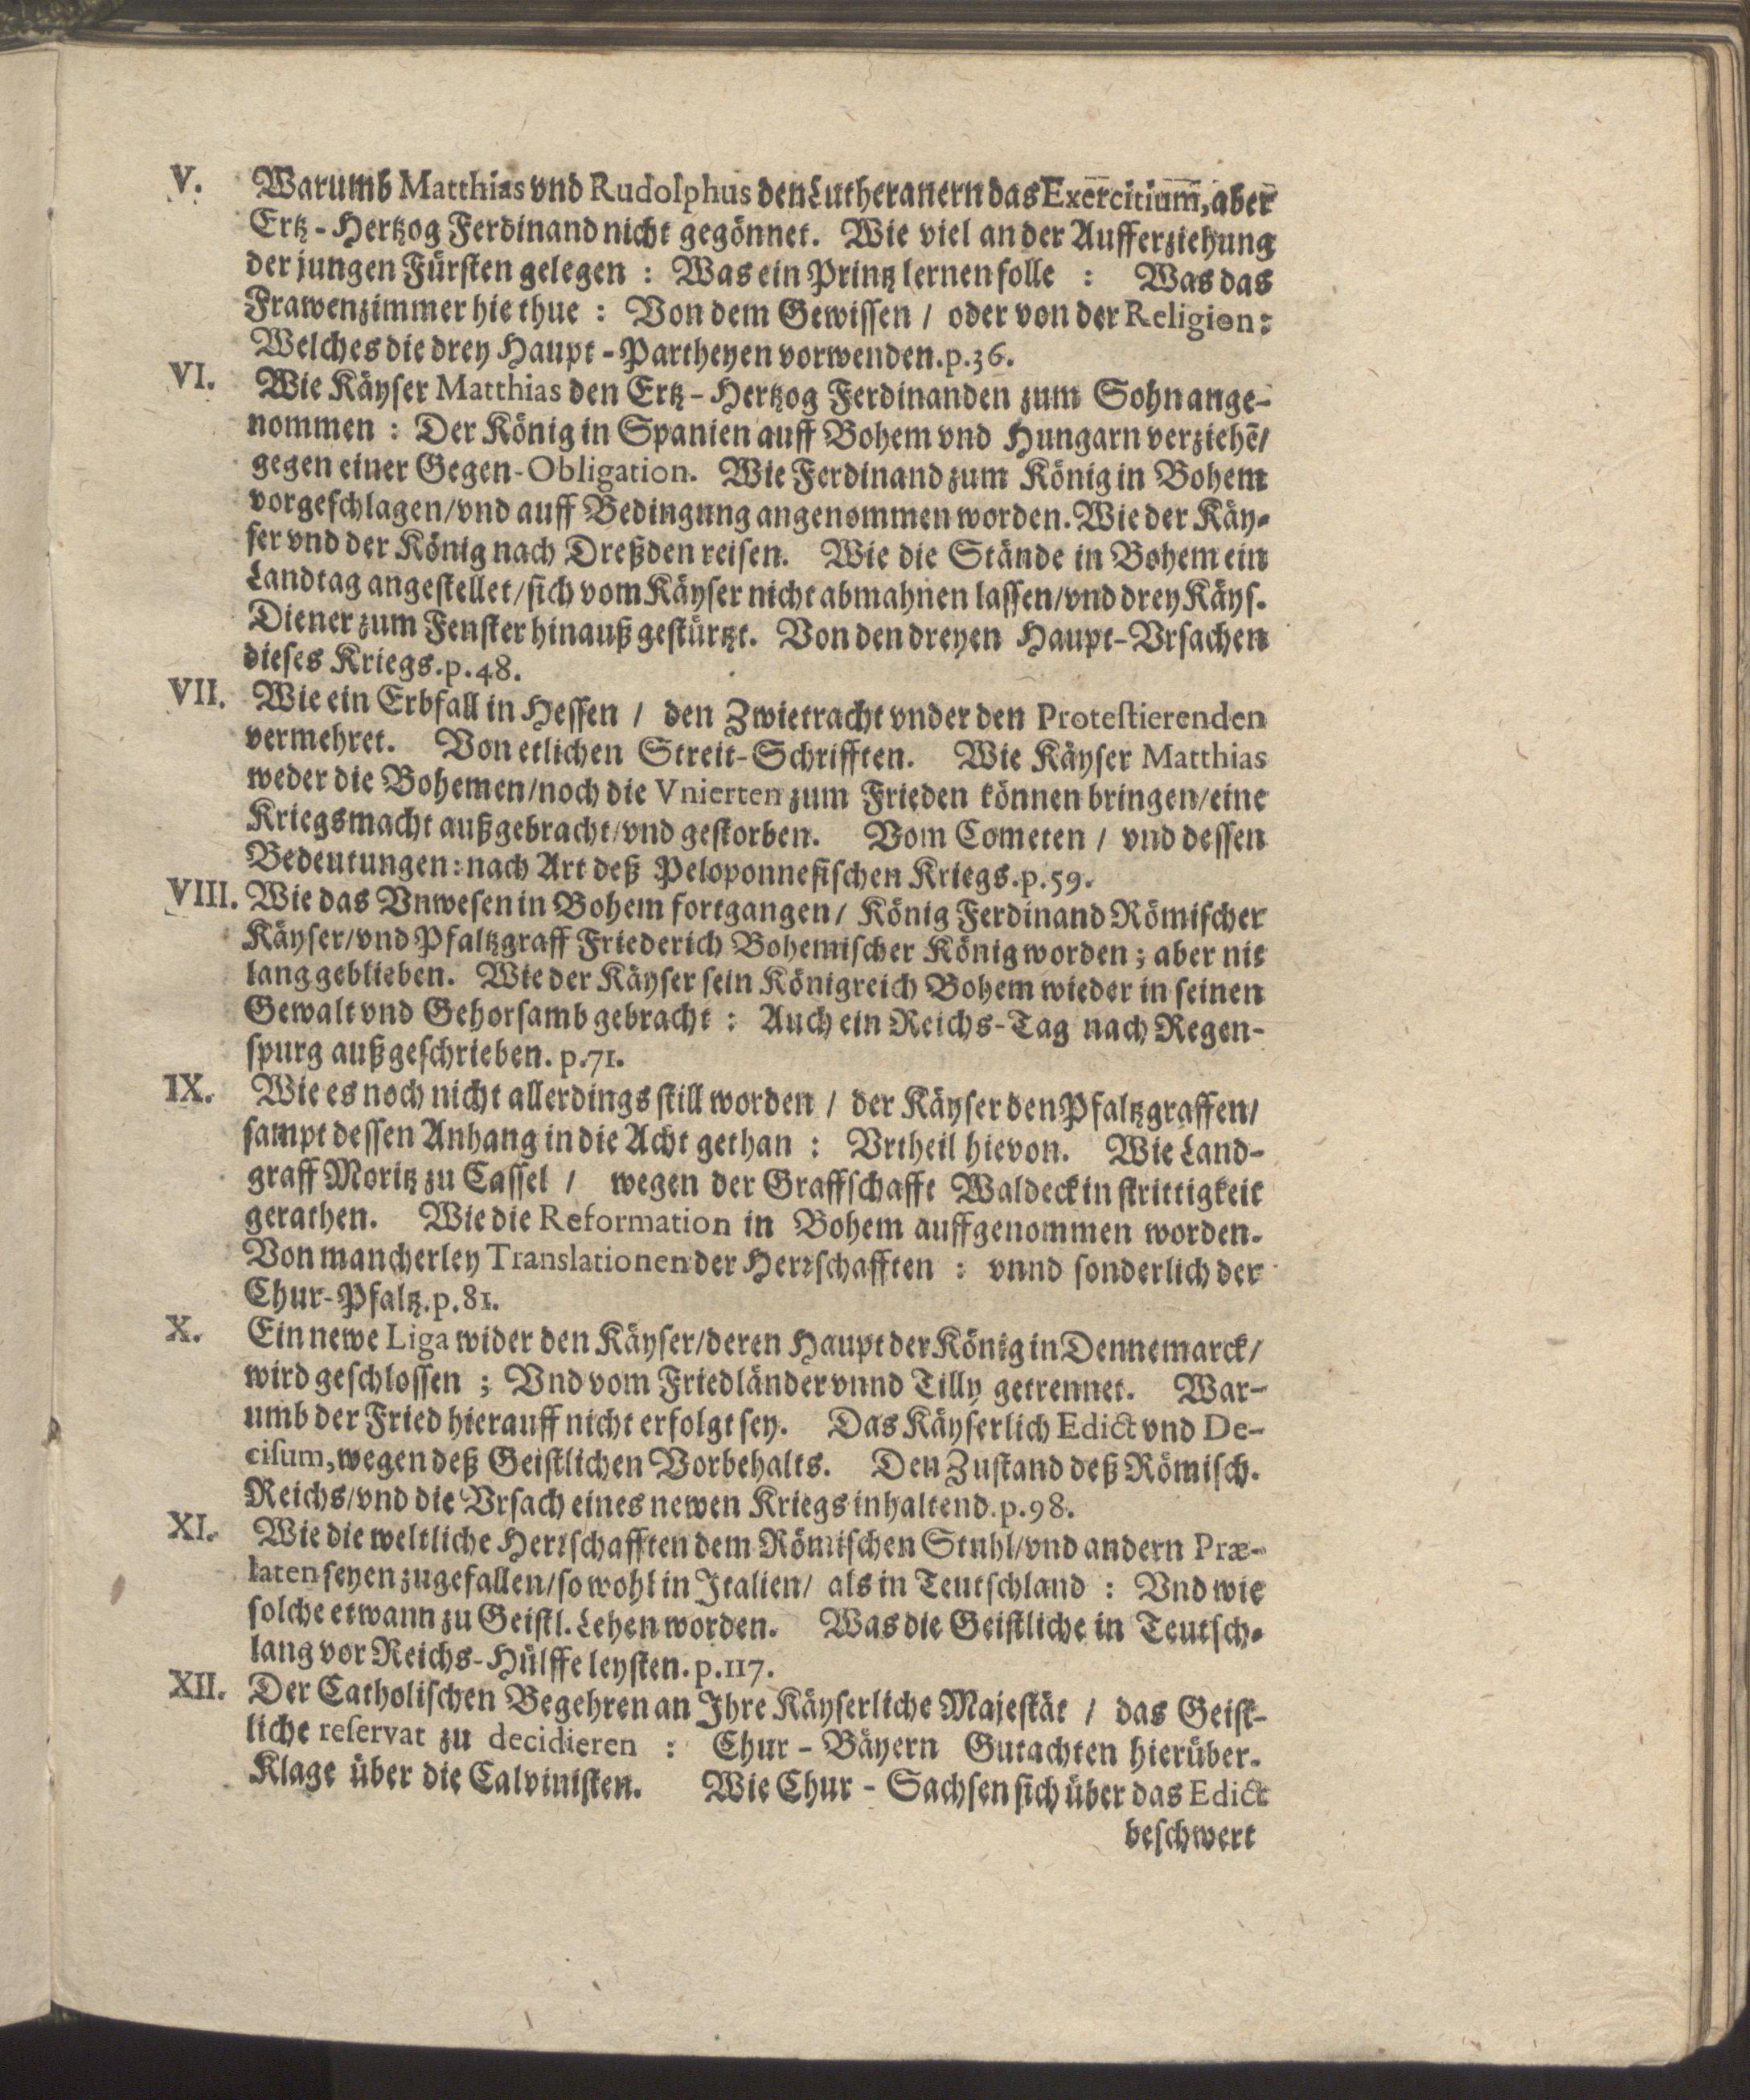 V. Warumb Matthias vnd Rudolphus den Lutheranern das Exercitium, aber
Ertz-Hertzog Ferdinand nicht gegönnet. Wie viel an der Aufferziehung
der jungen Fürsten gelegen : Was ein Printz lernen solle : Was das
Frawenzimmer hie thue : Von dem Gewissen / oder von der Religion :
Welches die drey Haupt-Partheyen vorwenden. p.36.
VI. Wie Käyser Matthias den Ertz-Hertzog Ferdinanden zum Sohn ange-
nommen : Der König in Spanien auff Bohem vnd Hungarn verziehē/
gegen einer Gegen-Obligation. Wie Ferdinand zum König in Bohem
vorgeschlagen/vnd auff Bedingung angenommen worden. Wie der Käy-
ser vnd der König nach Dreßden reisen. Wie die Stände in Bohem ein
Landtag angestellet/sich vom Käyser nicht abmahnen lassen/vnd drey Käys.
Diener zum Fenster hinauß gestürtzt. Von den dreyen Haupt-Vrsachen
dieses Kriegs. p.48.
VII. Wie ein Erbfall in Hessen / den Zwietracht vnder den Protestierenden
vermehret. Von etlichen Streit-Schrifften. Wie Käyser Matthias
weder die Bohemen/noch die Vnierten zum Frieden können bringen/eine
Kriegsmacht außgebracht/vnd gestorben. Vom Cometen / vnd dessen
Bedeutungen : nach Art deß Peloponnesischen Kriegs. p.59.
VIII. Wie das Vnwesen in Bohem fortgangen/ König Ferdinand Römischer
Käyser/vnd Pfaltzgraff Friederich Bohemischer König worden ; aber nit
lang geblieben. Wie der Käyser sein Königreich Bohem wieder in seinen
Gewalt vnd Gehorsamb gebracht : Auch ein Reichs-Tag nach Regen-
spurg außgeschrieben. p.71.
IX. Wie es noch nicht allerdings still worden / der Käyser den Pfaltzgraffen/
sampt dessen Anhang in die Acht gethan : Vrtheil hievon. Wie Land-
graff Moritz zu Cassel / wegen der Graffschafft Waldeck in strittigkeit
gerathen. Wie die Reformation in Bohem auffgenommen worden.
Von mancherley Translationen der Herrschafften : vnnd sonderlich der
Chur-Pfaltz. p.81.
X. Ein newe Liga wider den Käyser/deren Haupt der König in Dennemarck/
wird geschlossen ; Vnd vom Friedländer vnnd Tilly getrennet. War-
umb der Fried hierauff nicht erfolgt sey. Das Käyserlich Edict vnd De-
cisum, wegen deß Geistlichen Vorbehalts. Den Zustand deß Römisch.
Reichs/vnd die Vrsach eines newen Kriegs inhaltend. p.98.
XI. Wie die weltliche Herrschafften dem Römischen Stuhl/vnd andern Præ-
laten seyen zugefallen/so wohl in Italien/ als in Teutschland : Vnd wie
solche etwann zu Geistl. Lehen worden. Was die Geistliche in Teutsch-
lang vor Reichs-Hülffe leysten. p.117.
XII. Der Catholischen Begehren an Ihre Käyserliche Majestät / das Geist-
liche reservat zu decidieren : Chur-Bäyern Gutachten hierüber.
Klage über die Calvinisten. Wie Chur-Sachsen sich über das Edict
beschwert